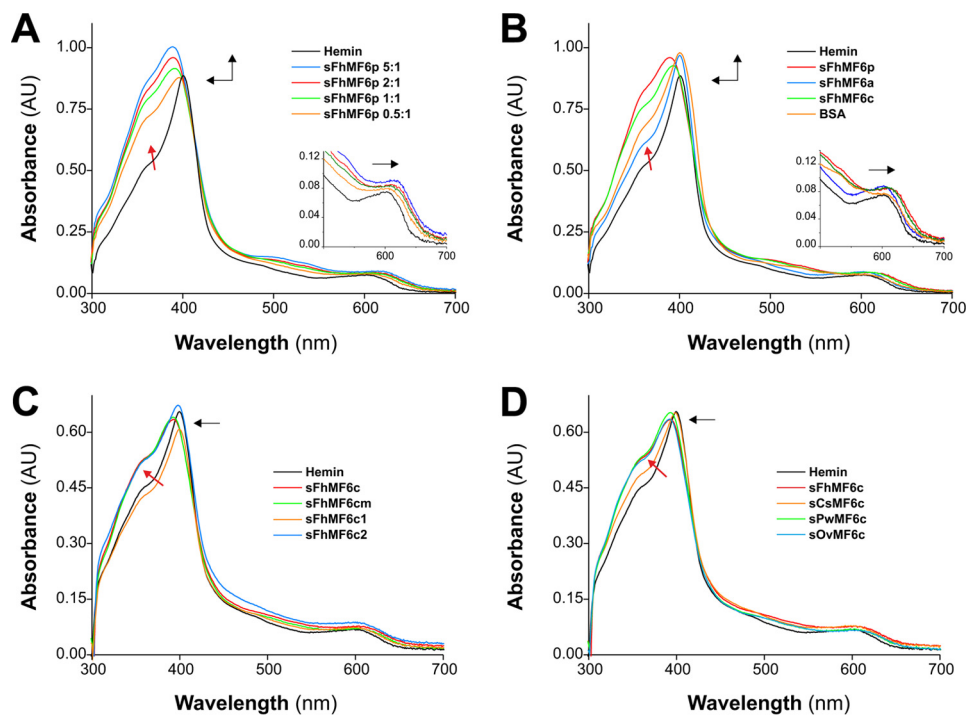 A
Absorbance (AU)
1.00
0.75
0.50
0.25
0.00
Hemin
sFhMF6p 5:1
sFhMF6p 2:1
sFhMF6p 1:1
sFhMF6p 0.5:1
0.12
0.08
0.04
0.00
600
700
300
400
500
600
700
Wavelength (nm)
B
Absorbance (AU)
1.00
0.75
0.50
0.25
0.00
Hemin
sFhMF6p
sFhMF6a
sFhMF6c
BSA
0.12
0.08
0.04
0.00
600
700
300
400
500
600
700
Wavelength (nm)
C
Absorbance (AU)
0.60
0.45
0.30
0.15
0.00
Hemin
sFhMF6c
sFhMF6cm
sFhMF6c1
sFhMF6c2
300
400
500
600
700
Wavelength (nm)
D
Absorbance (AU)
0.60
0.45
0.30
0.15
0.00
Hemin
sFhMF6c
sCsMF6c
sPwMF6c
sOvMF6c
300
400
500
600
700
Wavelength (nm)